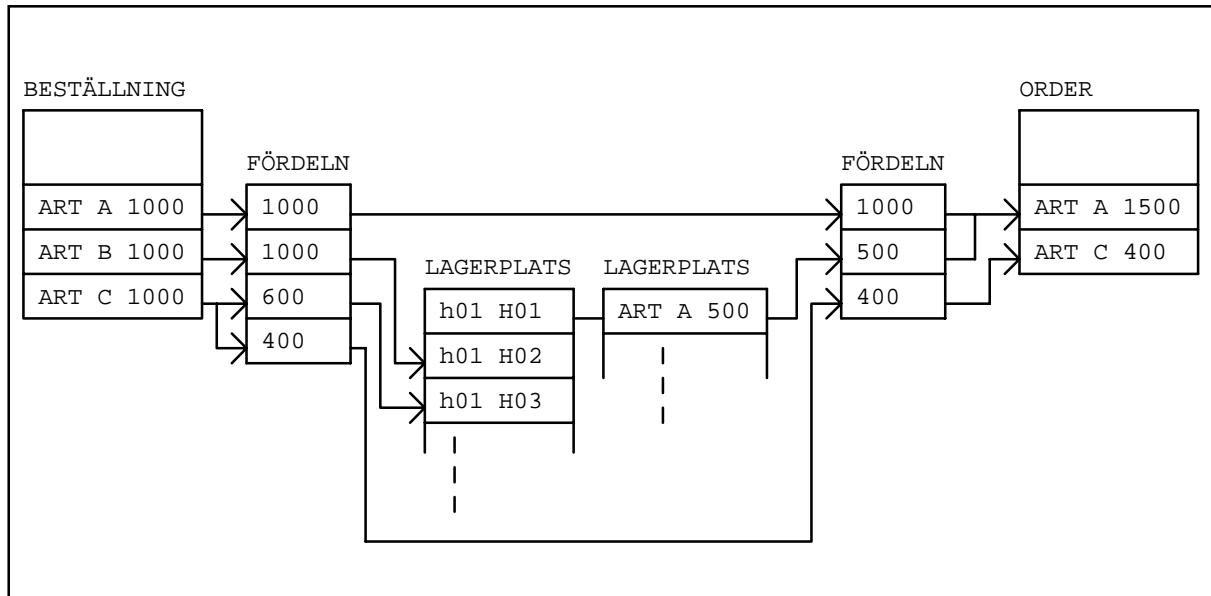 BESTÄLLNING
ART A 1000
ART B 1000
ART C 1000
FÖRDELN
1000
1000
600
400
LAGERPLATS
h01 H01
h01 H02
h01 H03
LAGERPLATS
ART A 500
FÖRDELN
1000
500
400
ORDER
ART A 1500
ART C 400